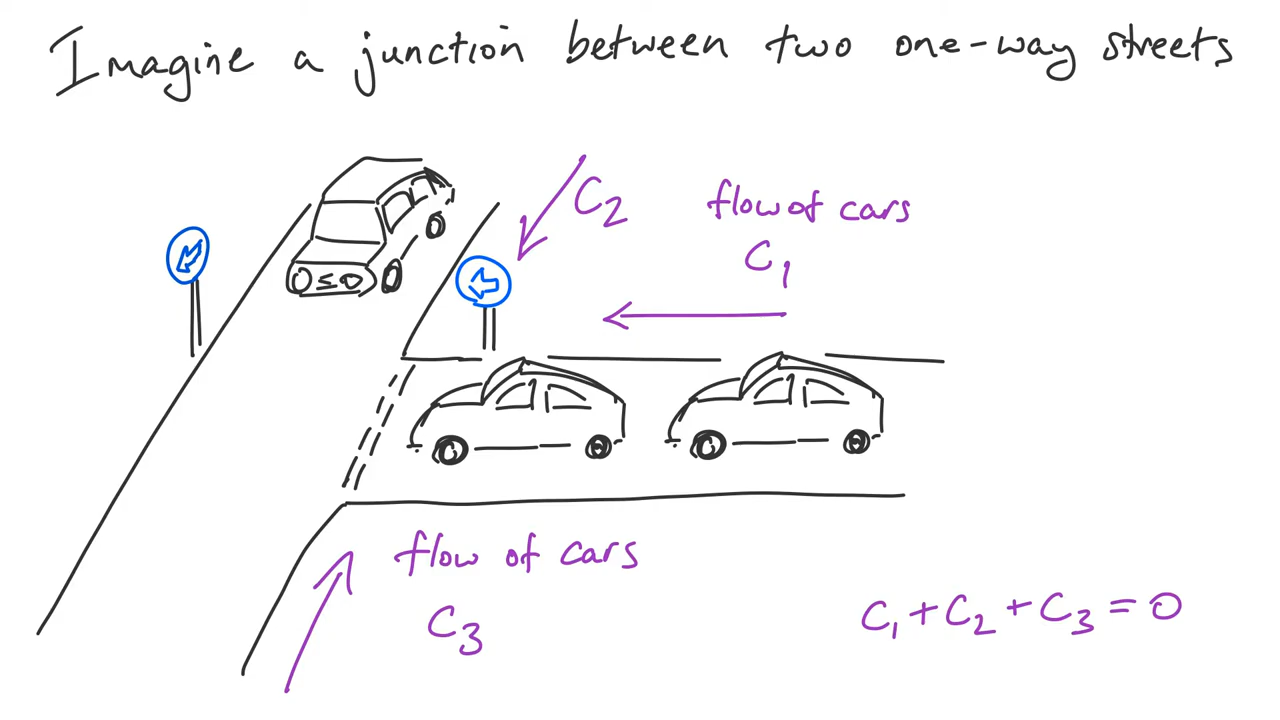 Imagine a junction between two one-way streets
C₂
flow of cars
C₁
flow of cars
C₃
C₁ + C₂ + C₃ = 0